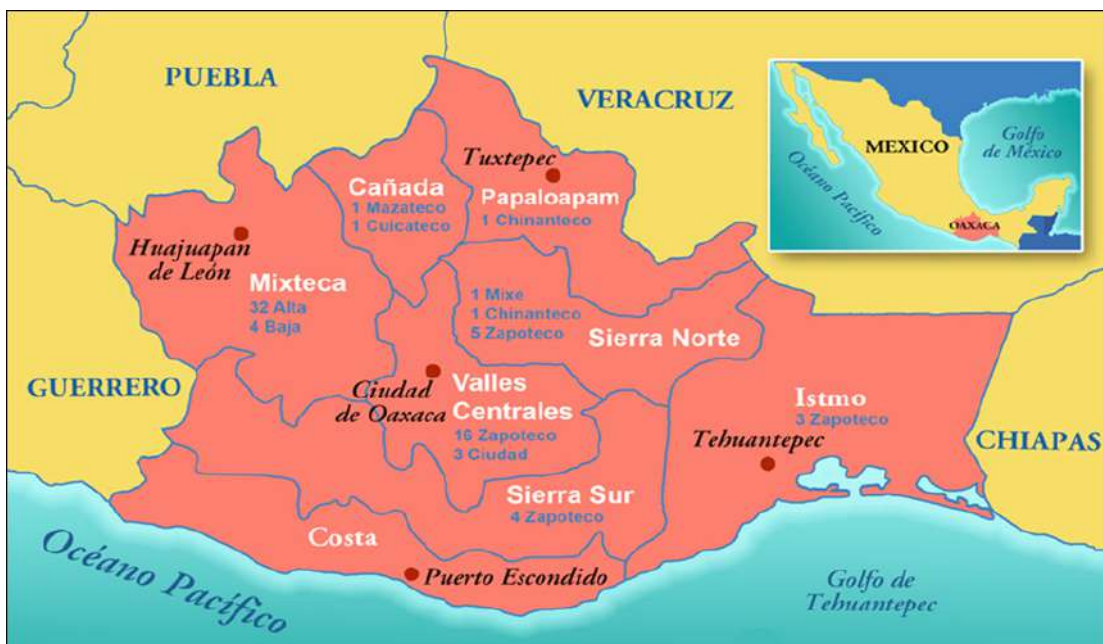 PUEBLA
VERACRUZ
MEXICO
Golfo
de México
Océano Pacífico
OAXACA
Tuxtepec
Cañada
1 Mazateco
1 Cuicateco
Papaloapam
1 Chinanteco
Huajuapan
de León
Mixteca
32 Alta
4 Baja
1 Mixe
1 Chinanteco
5 Zapoteco
Sierra Norte
GUERRERO
Ciudad
de Oaxaca
Valles
Centrales
16 Zapoteco
3 Ciudad
Istmo
3 Zapoteco
Tehuantepec
CHIAPAS
Sierra Sur
4 Zapoteco
Costa
Puerto Escondido
Océano Pacífico
Golfo de
Tehuantepec